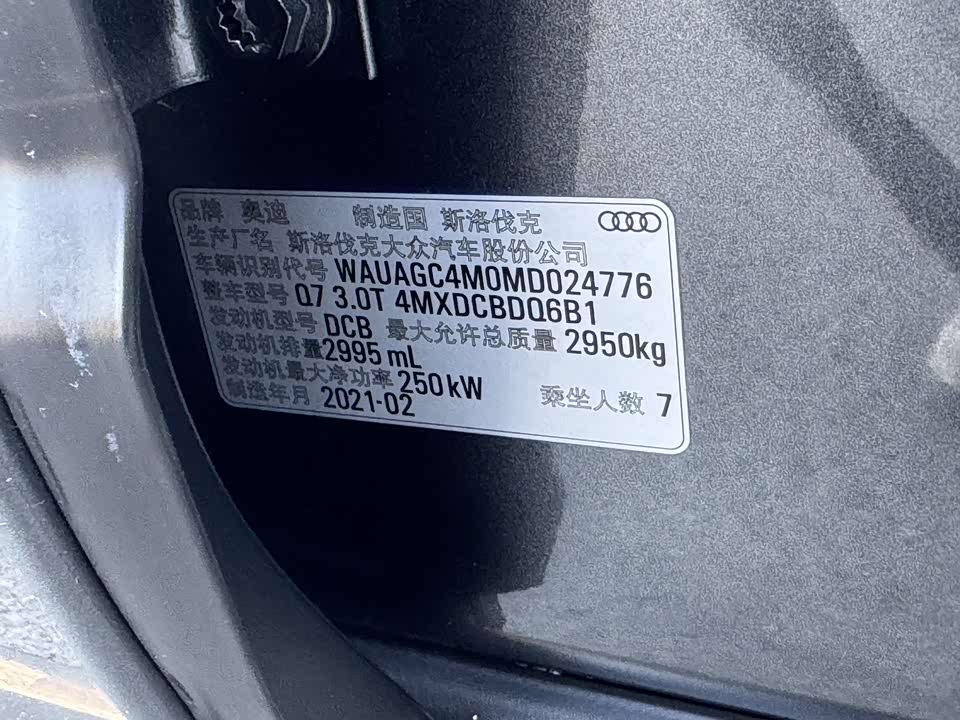 品牌 奥迪 制造国 斯洛伐克
生产厂名 斯洛伐克大众汽车股份公司
车辆识别代号 WAUAGC4M0MD024776
整车型号 Q7 3.0T 4MXDCBDQ6B1
发动机型号 DCB 最大允许总质量 2950kg
发动机排量2995 mL
发动机最大净功率 250 kW
制造年月 2021-02 乘坐人数 7